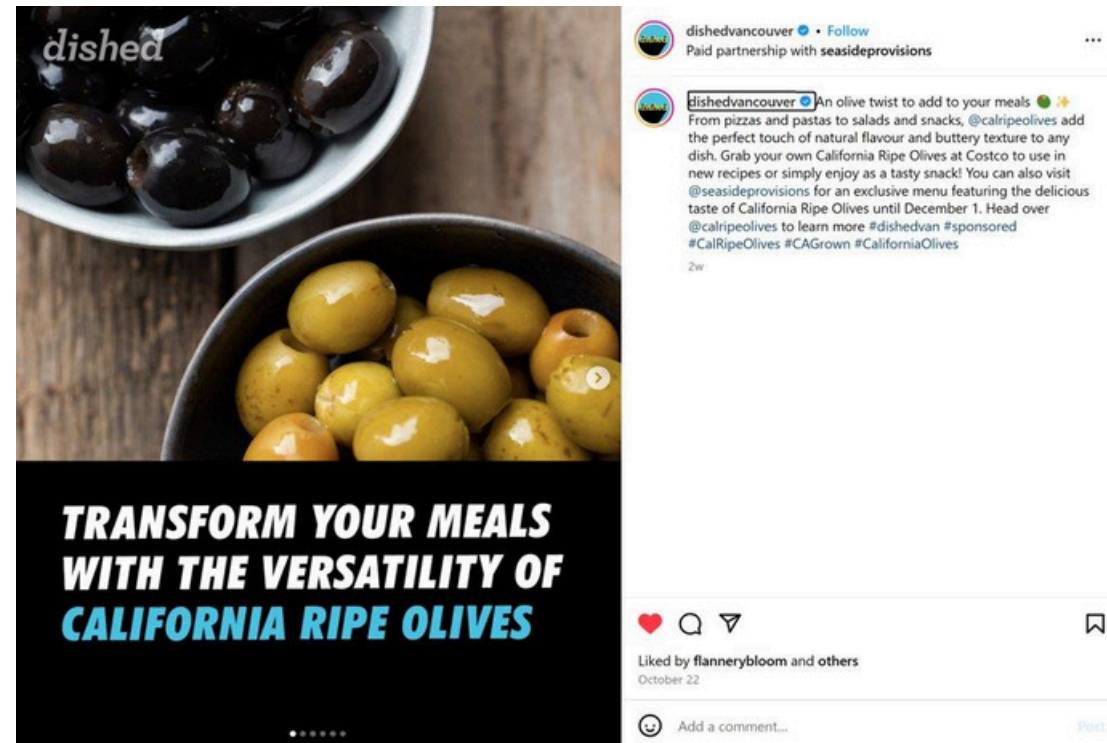 dished
TRANSFORM YOUR MEALS
WITH THE VERSATILITY OF
CALIFORNIA RIPE OLIVES
dishedvancouver • Follow
Paid partnership with seasideprovisions
dishedvancouver An olive twist to add to your meals
From pizzas and pastas to salads and snacks, @calripeolives add
the perfect touch of natural flavour and buttery texture to any
dish. Grab your own California Ripe Olives at Costco to use in
new recipes or simply enjoy as a tasty snack! You can also visit
@seasideprovisions for an exclusive menu featuring the delicious
taste of California Ripe Olives until December 1. Head over
@calripeolives to learn more #dishedvan #sponsored
#CalRipeOlives #CAGrown #CaliforniaOlives
2w
Liked by flannerybloom and others
October 22
Add a comment...
Post